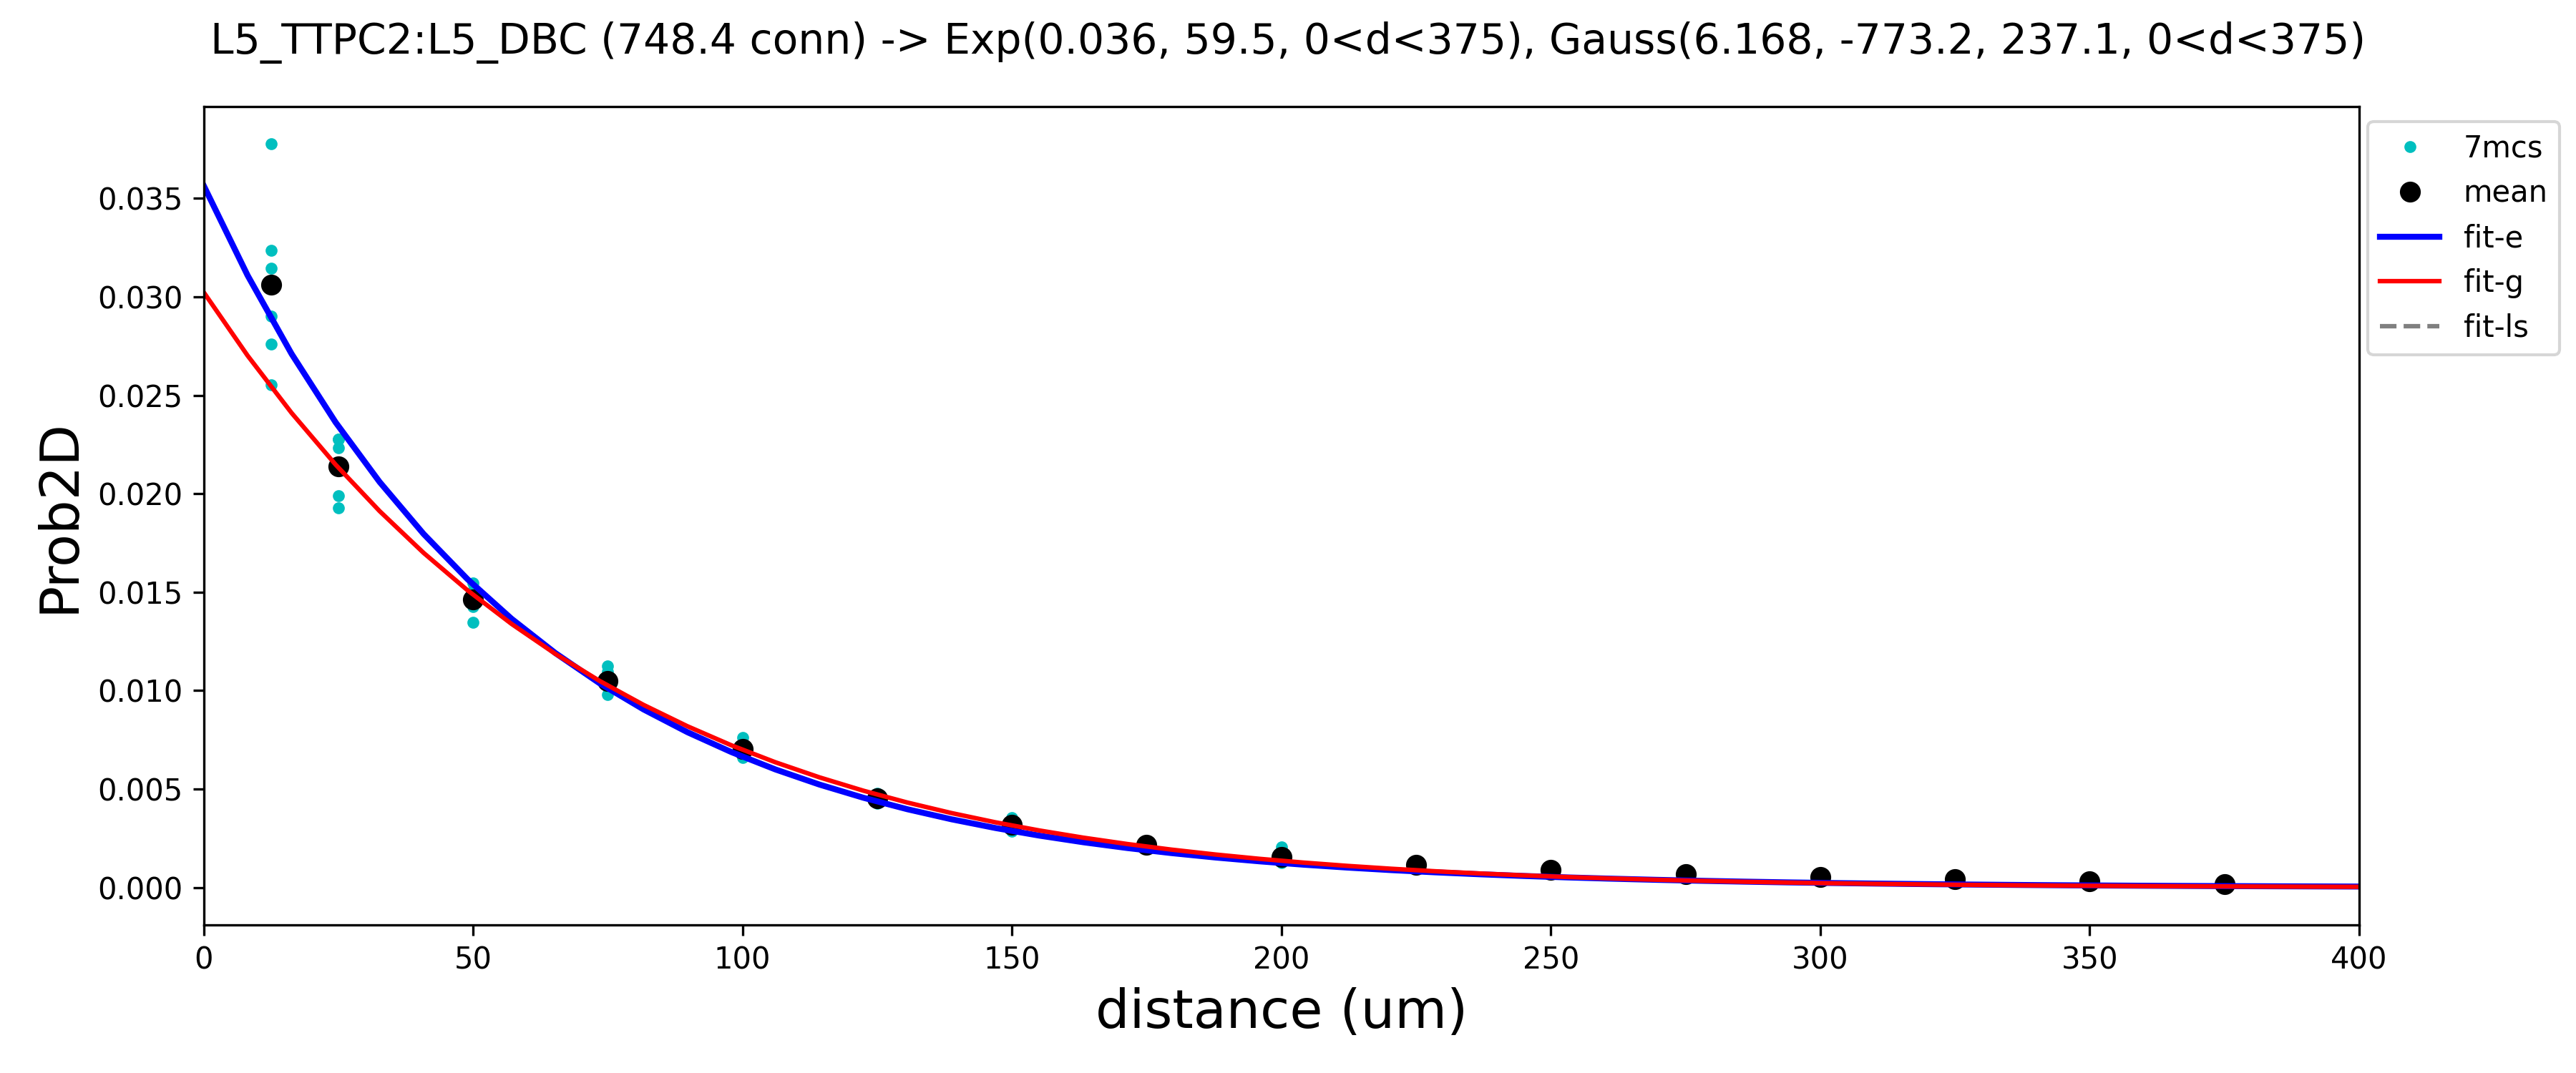 L5_TTPC2:L5_DBC (748.4 conn) -> Exp(0.036, 59.5, 0<d<375), Gauss(6.168, -773.2, 237.1, 0<d<375)
7mcs
mean
fit-e
fit-g
fit-ls
Prob2D
0.035
0.030
0.025
0.020
0.015
0.010
0.005
0.000
0 50 100 150 200 250 300 350 400
distance (um)